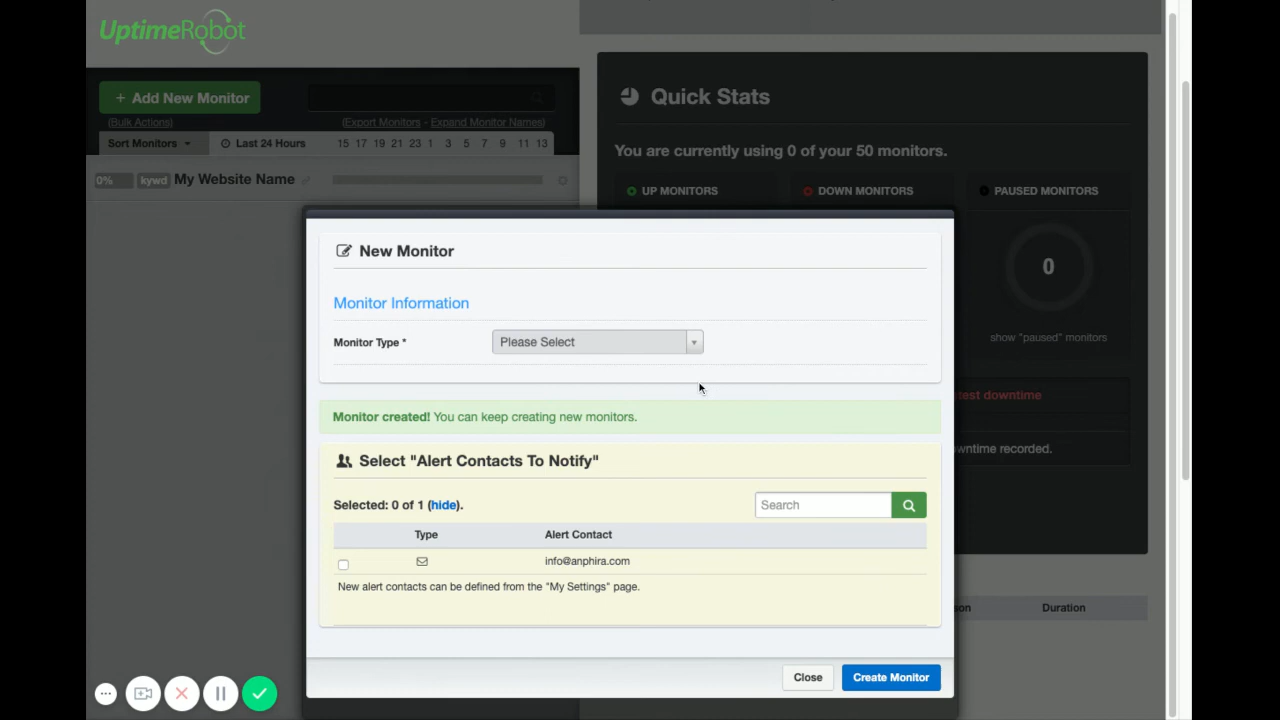 UptimeRobot
+ Add New Monitor
(Bulk Actions)
(Export Monitors - Expand Monitor Names)
Sort Monitors
Last 24 Hours
15 17 19 21 23 1 3 5 7 9 11 13
0% kywd My Website Name
Quick Stats
You are currently using 0 of your 50 monitors.
UP MONITORS
DOWN MONITORS
PAUSED MONITORS
0
show "paused" monitors
test downtime
wntime recorded.
son
Duration
New Monitor
Monitor Information
Monitor Type *
Please Select
Monitor created! You can keep creating new monitors.
Select "Alert Contacts To Notify"
Selected: 0 of 1 (hide).
Search
Type
Alert Contact
info@anphira.com
New alert contacts can be defined from the "My Settings" page.
Close
Create Monitor